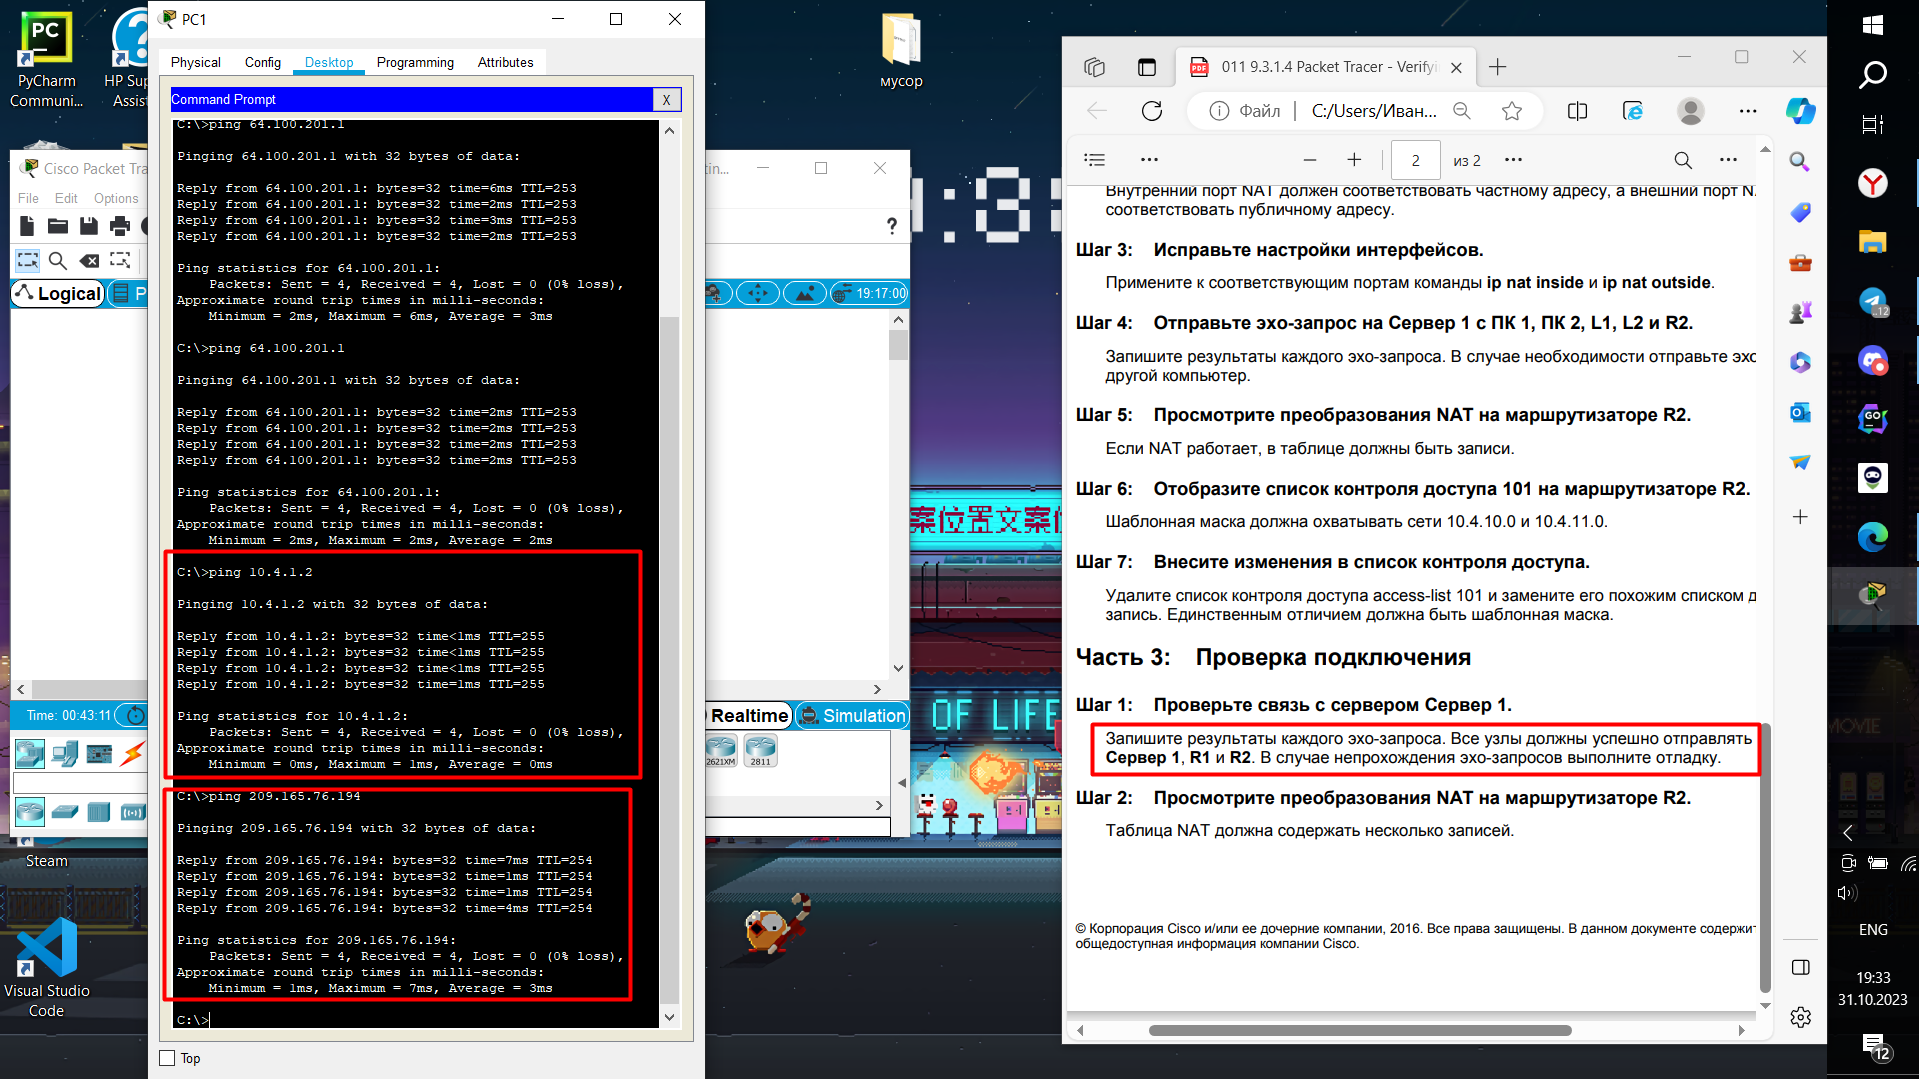 PyCharm
Communi...
HP Sup
Assist
Steam
Visual Studio
Code
мусор
PC1
Physical
Config
Desktop
Programming
Attributes
Command Prompt
X
C:\>ping 64.100.201.1
Pinging 64.100.201.1 with 32 bytes of data:
Reply from 64.100.201.1: bytes=32 time=6ms TTL=253
Reply from 64.100.201.1: bytes=32 time=2ms TTL=253
Reply from 64.100.201.1: bytes=32 time=3ms TTL=253
Reply from 64.100.201.1: bytes=32 time=2ms TTL=253
Ping statistics for 64.100.201.1:
Packets: Sent = 4, Received = 4, Lost = 0 (0% loss),
Approximate round trip times in milli-seconds:
Minimum = 2ms, Maximum = 6ms, Average = 3ms
C:\>ping 64.100.201.1
Pinging 64.100.201.1 with 32 bytes of data:
Reply from 64.100.201.1: bytes=32 time=2ms TTL=253
Reply from 64.100.201.1: bytes=32 time=2ms TTL=253
Reply from 64.100.201.1: bytes=32 time=2ms TTL=253
Reply from 64.100.201.1: bytes=32 time=2ms TTL=253
Ping statistics for 64.100.201.1:
Packets: Sent = 4, Received = 4, Lost = 0 (0% loss),
Approximate round trip times in milli-seconds:
Minimum = 2ms, Maximum = 2ms, Average = 2ms
C:\>ping 10.4.1.2
Pinging 10.4.1.2 with 32 bytes of data:
Reply from 10.4.1.2: bytes=32 time<1ms TTL=255
Reply from 10.4.1.2: bytes=32 time<1ms TTL=255
Reply from 10.4.1.2: bytes=32 time<1ms TTL=255
Reply from 10.4.1.2: bytes=32 time=1ms TTL=255
Ping statistics for 10.4.1.2:
Packets: Sent = 4, Received = 4, Lost = 0 (0% loss),
Approximate round trip times in milli-seconds:
Minimum = 0ms, Maximum = 1ms, Average = 0ms
C:\>ping 209.165.76.194
Pinging 209.165.76.194 with 32 bytes of data:
Reply from 209.165.76.194: bytes=32 time=7ms TTL=254
Reply from 209.165.76.194: bytes=32 time=1ms TTL=254
Reply from 209.165.76.194: bytes=32 time=1ms TTL=254
Reply from 209.165.76.194: bytes=32 time=4ms TTL=254
Ping statistics for 209.165.76.194:
Packets: Sent = 4, Received = 4, Lost = 0 (0% loss),
Approximate round trip times in milli-seconds:
Minimum = 1ms, Maximum = 7ms, Average = 3ms
C:\>
Top
Cisco Packet Tra
tin...
File
Edit
Options
?
Logical
P
19:17:00
Time: 00:43:11
Realtime
Simulation
2621XM
2811
OF LIFE
011 9.3.1.4 Packet Tracer - Verifyi
Файл
C:/Users/Иван...
2
из 2
Внутренний порт NAT должен соответствовать частному адресу, а внешний порт N
соответствовать публичному адресу.
Шаг 3: Исправьте настройки интерфейсов.
Примените к соответствующим портам команды ip nat inside и ip nat outside.
Шаг 4: Отправьте эхо-запрос на Сервер 1 с ПК 1, ПК 2, L1, L2 и R2.
Запишите результаты каждого эхо-запроса. В случае необходимости отправьте эхо
другой компьютер.
Шаг 5: Просмотрите преобразования NAT на маршрутизаторе R2.
Если NAT работает, в таблице должны быть записи.
Шаг 6: Отобразите список контроля доступа 101 на маршрутизаторе R2.
Шаблонная маска должна охватывать сети 10.4.10.0 и 10.4.11.0.
Шаг 7: Внесите изменения в список контроля доступа.
Удалите список контроля доступа access-list 101 и замените его похожим списком д
запись. Единственным отличием должна быть шаблонная маска.
Часть 3: Проверка подключения
Шаг 1: Проверьте связь с сервером Сервер 1.
Запишите результаты каждого эхо-запроса. Все узлы должны успешно отправлять
Сервер 1, R1 и R2. В случае непрохождения эхо-запросов выполните отладку.
Шаг 2: Просмотрите преобразования NAT на маршрутизаторе R2.
Таблица NAT должна содержать несколько записей.
© Корпорация Cisco и/или ее дочерние компании, 2016. Все права защищены. В данном документе содержит
общедоступная информация компании Cisco.
ENG
19:33
31.10.2023
12